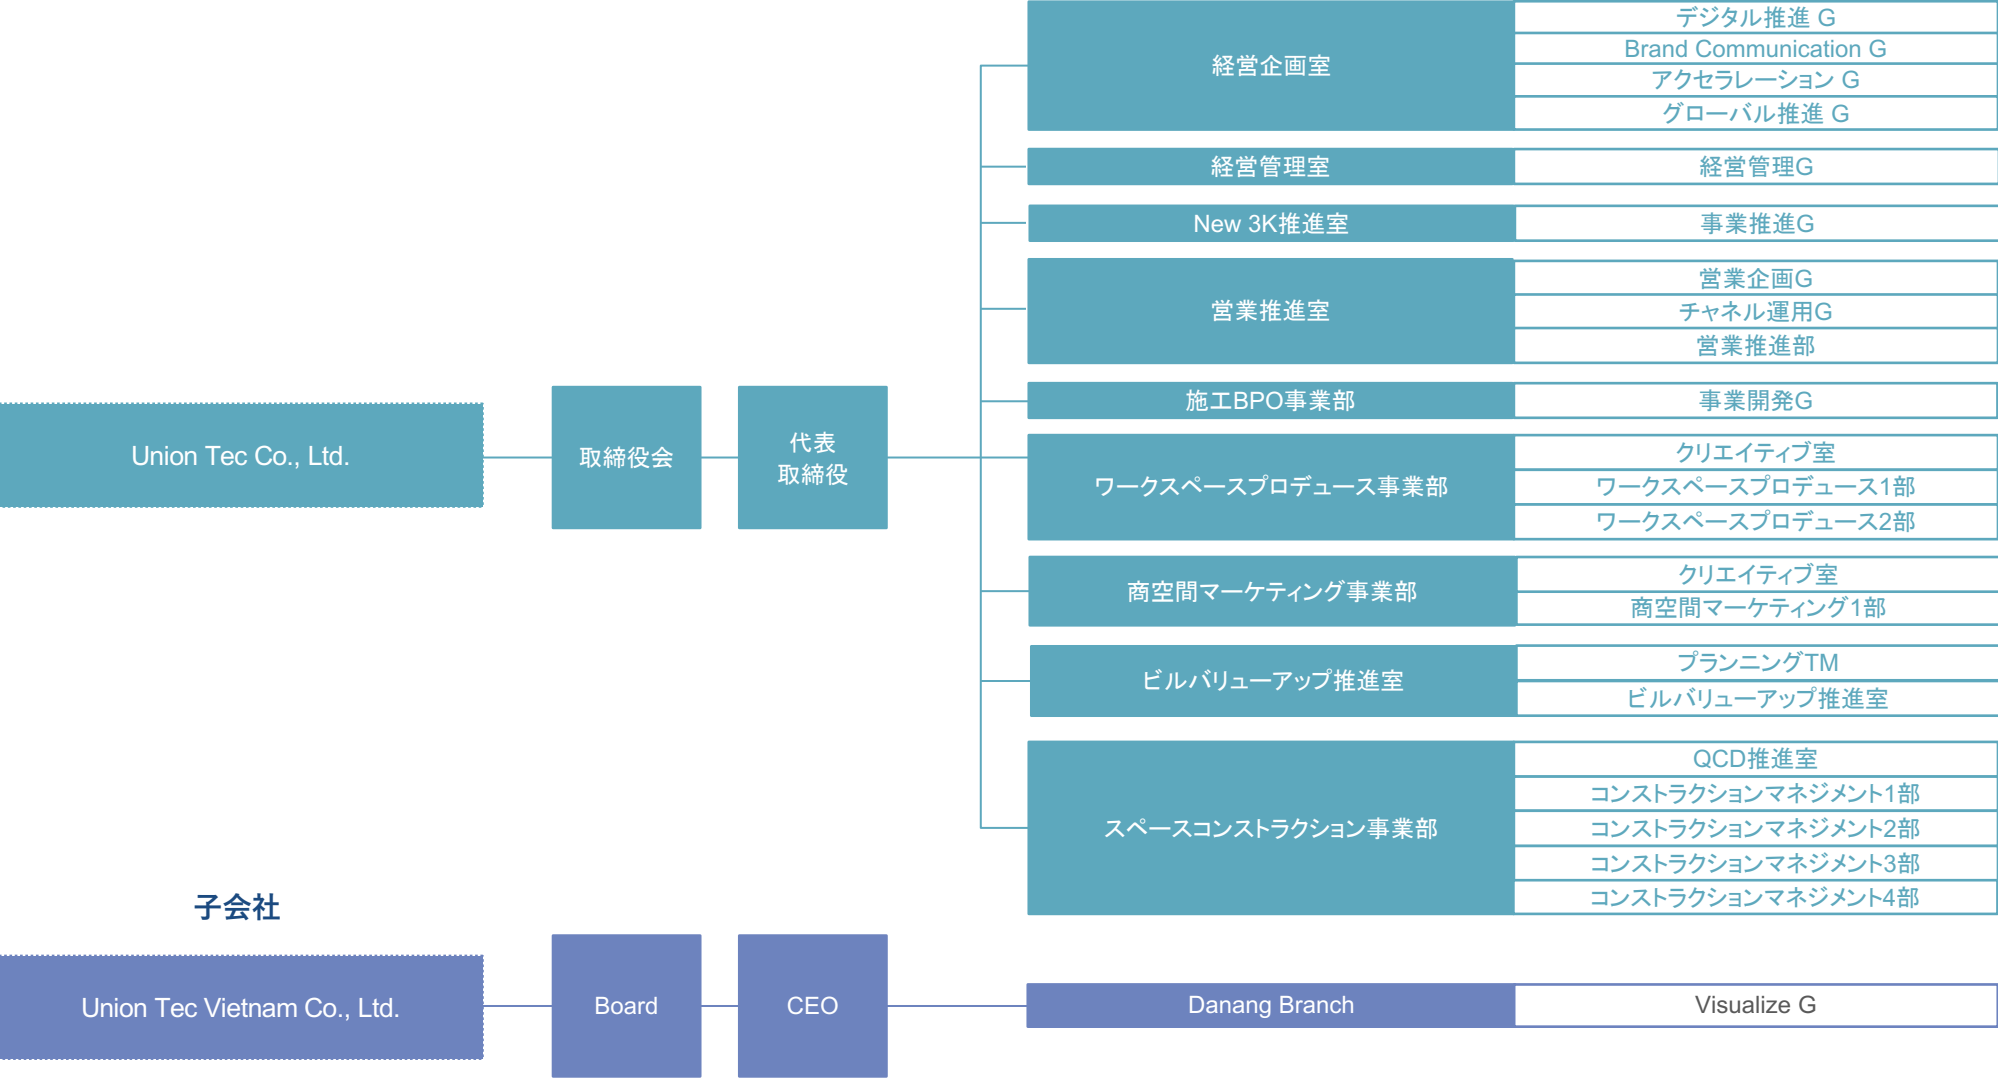 Union Tec Co., Ltd.
取締役会
代表
取締役
経営企画室
デジタル推進 G
Brand Communication G
アクセラレーション G
グローバル推進 G
経営管理室
経営管理G
New 3K推進室
事業推進G
営業推進室
営業企画G
チャネル運用G
営業推進部
施工BPO事業部
事業開発G
ワークスペースプロデュース事業部
クリエイティブ室
ワークスペースプロデュース1部
ワークスペースプロデュース2部
商空間マーケティング事業部
クリエイティブ室
商空間マーケティング1部
ビルバリューアップ推進室
プランニングTM
ビルバリューアップ推進室
スペースコンストラクション事業部
QCD推進室
コンストラクションマネジメント1部
コンストラクションマネジメント2部
コンストラクションマネジメント3部
コンストラクションマネジメント4部
子会社
Union Tec Vietnam Co., Ltd.
Board
CEO
Danang Branch
Visualize G